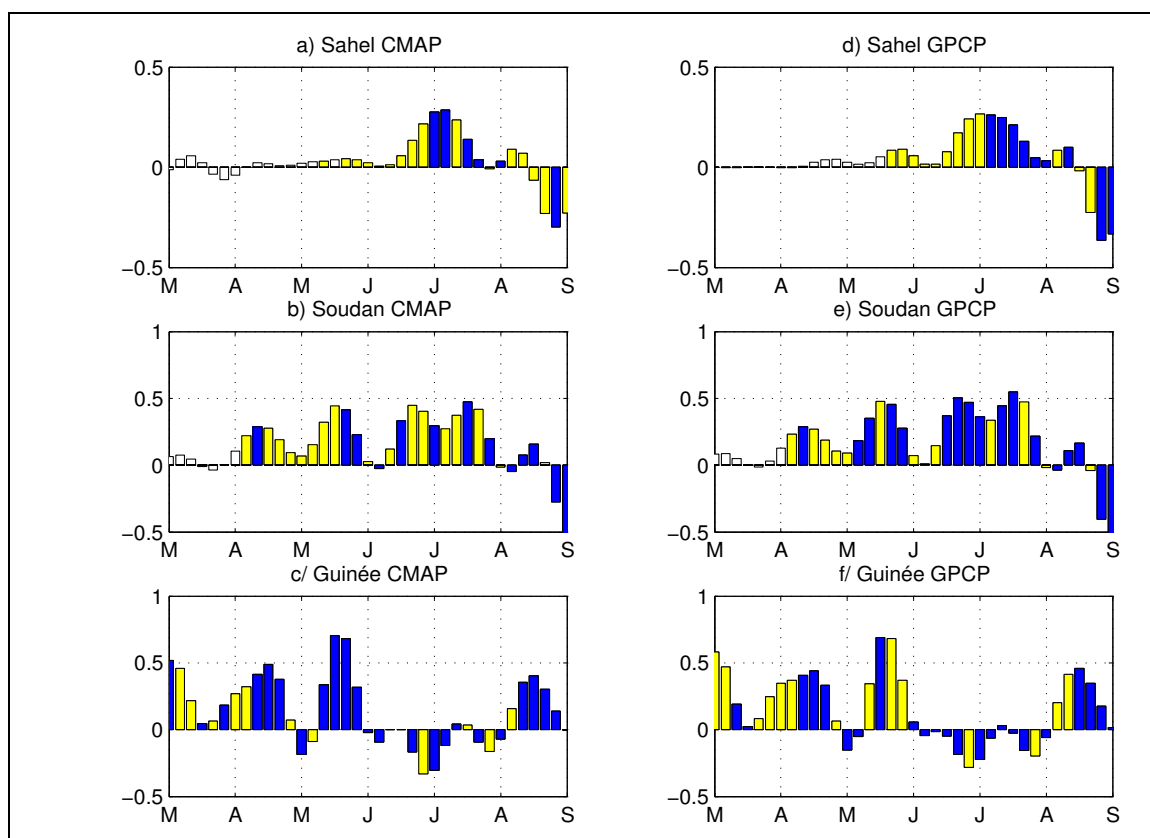 a) Sahel CMAP
0.5
0
−0.5
M A M J J A S
d) Sahel GPCP
0.5
0
−0.5
M A M J J A S
b) Soudan CMAP
1
0.5
0
−0.5
M A M J J A S
e) Soudan GPCP
1
0.5
0
−0.5
M A M J J A S
c/ Guinée CMAP
1
0.5
0
−0.5
M A M J J A S
f/ Guinée GPCP
1
0.5
0
−0.5
M A M J J A S